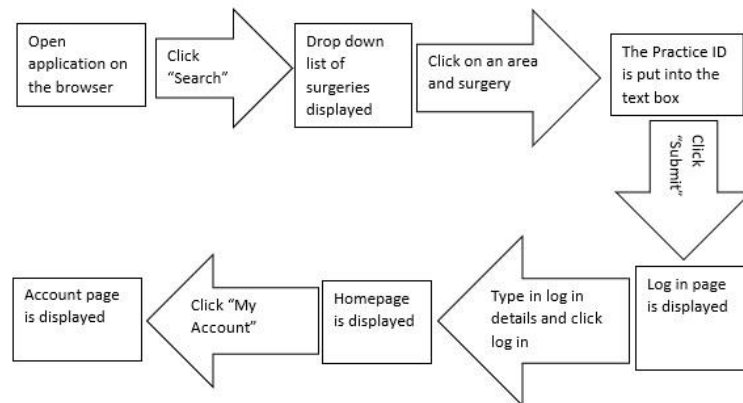 Open
application on
the browser
Click
“Search”
Drop down
list of
surgeries
displayed
Click on an area
and surgery
The Practice ID
is put into the
text box
Click
“Submit”
Log in page
is displayed
Type in log in
details and click
log in
Homepage
is displayed
Click “My
Account”
Account page
is displayed